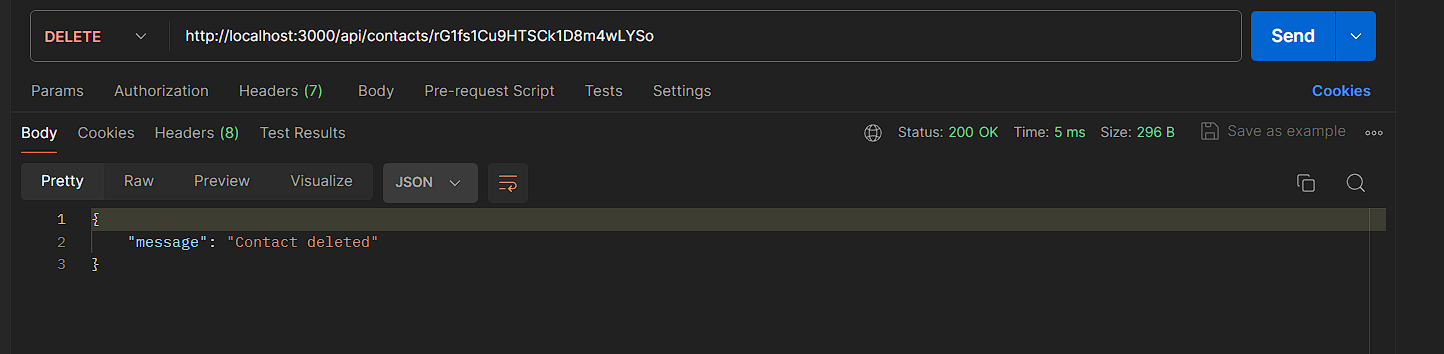 DELETE http://localhost:3000/api/contacts/rG1fs1Cu9HTSCk1D8m4wLYSo Send
Params Authorization Headers (7) Body Pre-request Script Tests Settings Cookies
Body Cookies Headers (8) Test Results Status: 200 OK Time: 5 ms Size: 296 B Save as example
Pretty Raw Preview Visualize JSON
1 {
2 "message": "Contact deleted"
3 }